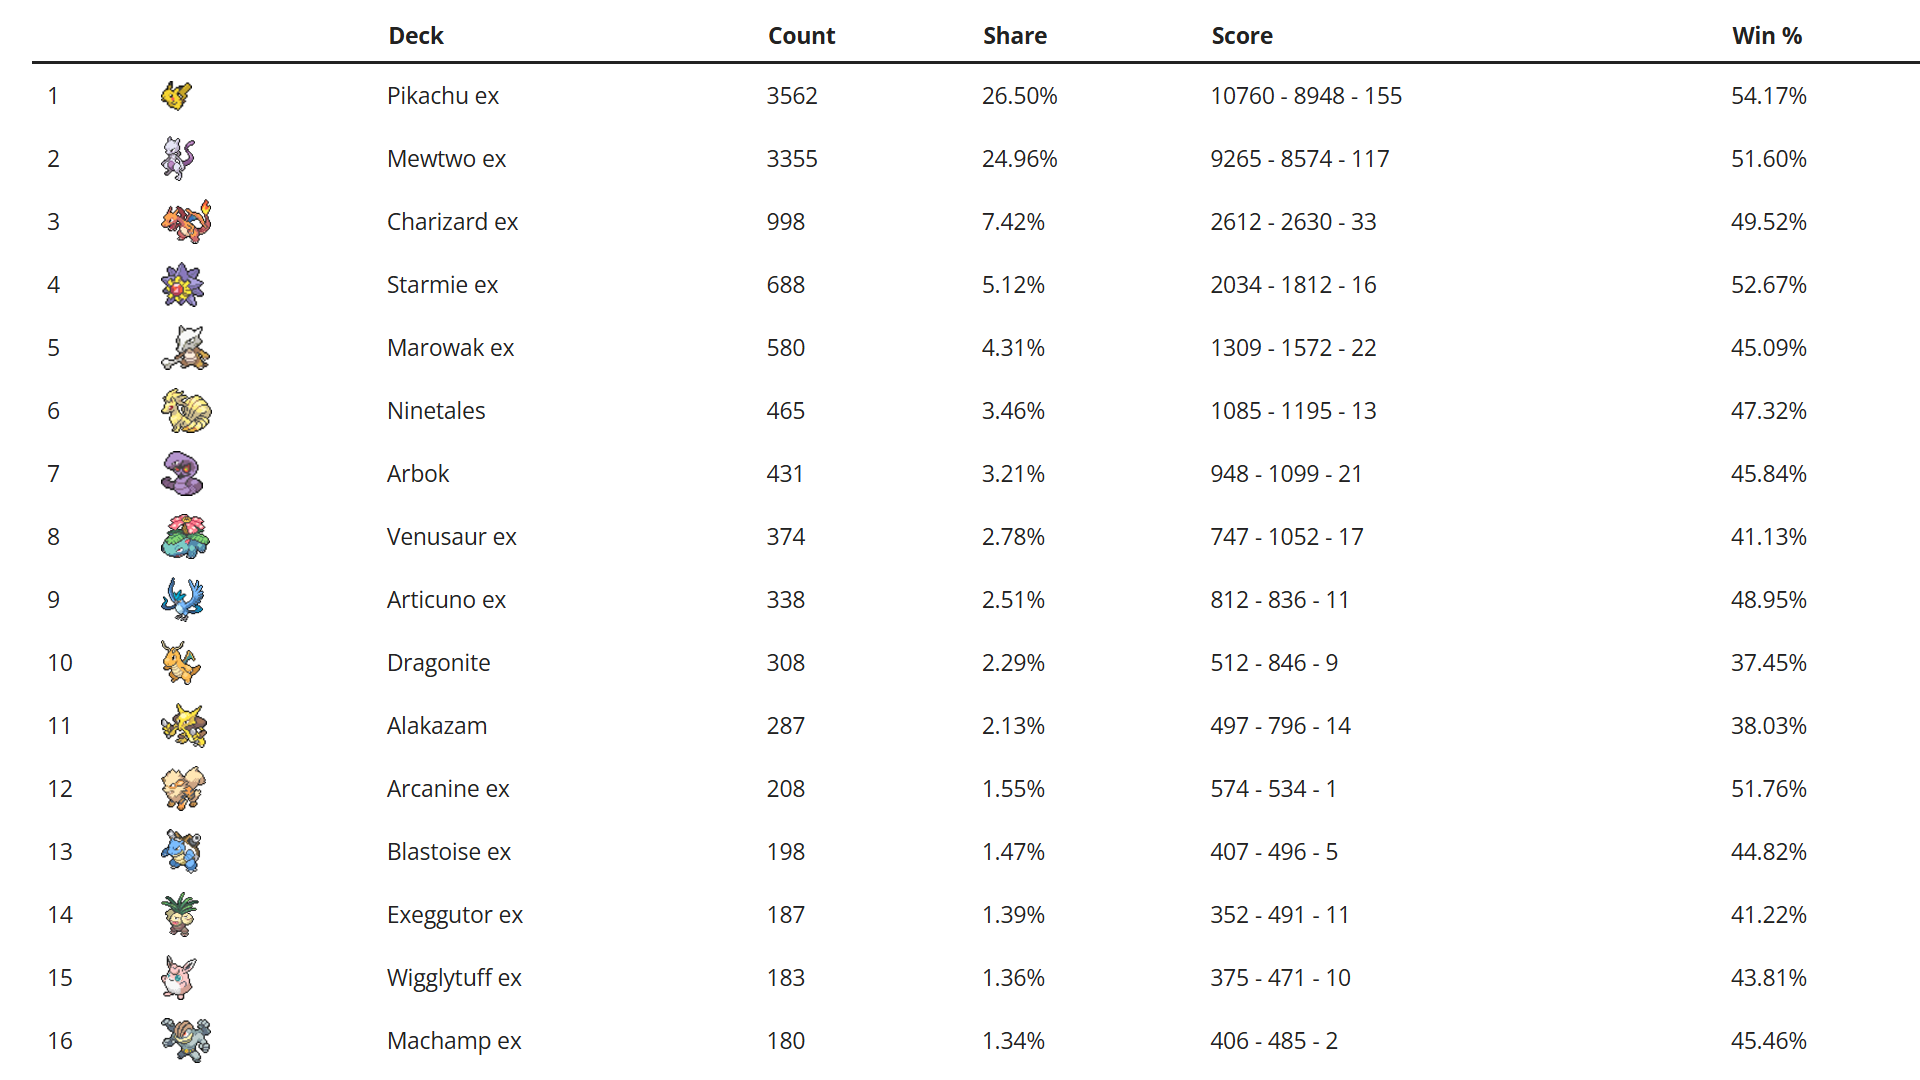 Deck Count Share Score Win %
1 Pikachu ex 3562 26.50% 10760 - 8948 - 155 54.17%
2 Mewtwo ex 3355 24.96% 9265 - 8574 - 117 51.60%
3 Charizard ex 998 7.42% 2612 - 2630 - 33 49.52%
4 Starmie ex 688 5.12% 2034 - 1812 - 16 52.67%
5 Marowak ex 580 4.31% 1309 - 1572 - 22 45.09%
6 Ninetales 465 3.46% 1085 - 1195 - 13 47.32%
7 Arbok 431 3.21% 948 - 1099 - 21 45.84%
8 Venusaur ex 374 2.78% 747 - 1052 - 17 41.13%
9 Articuno ex 338 2.51% 812 - 836 - 11 48.95%
10 Dragonite 308 2.29% 512 - 846 - 9 37.45%
11 Alakazam 287 2.13% 497 - 796 - 14 38.03%
12 Arcanine ex 208 1.55% 574 - 534 - 1 51.76%
13 Blastoise ex 198 1.47% 407 - 496 - 5 44.82%
14 Exeggutor ex 187 1.39% 352 - 491 - 11 41.22%
15 Wigglytuff ex 183 1.36% 375 - 471 - 10 43.81%
16 Machamp ex 180 1.34% 406 - 485 - 2 45.46%